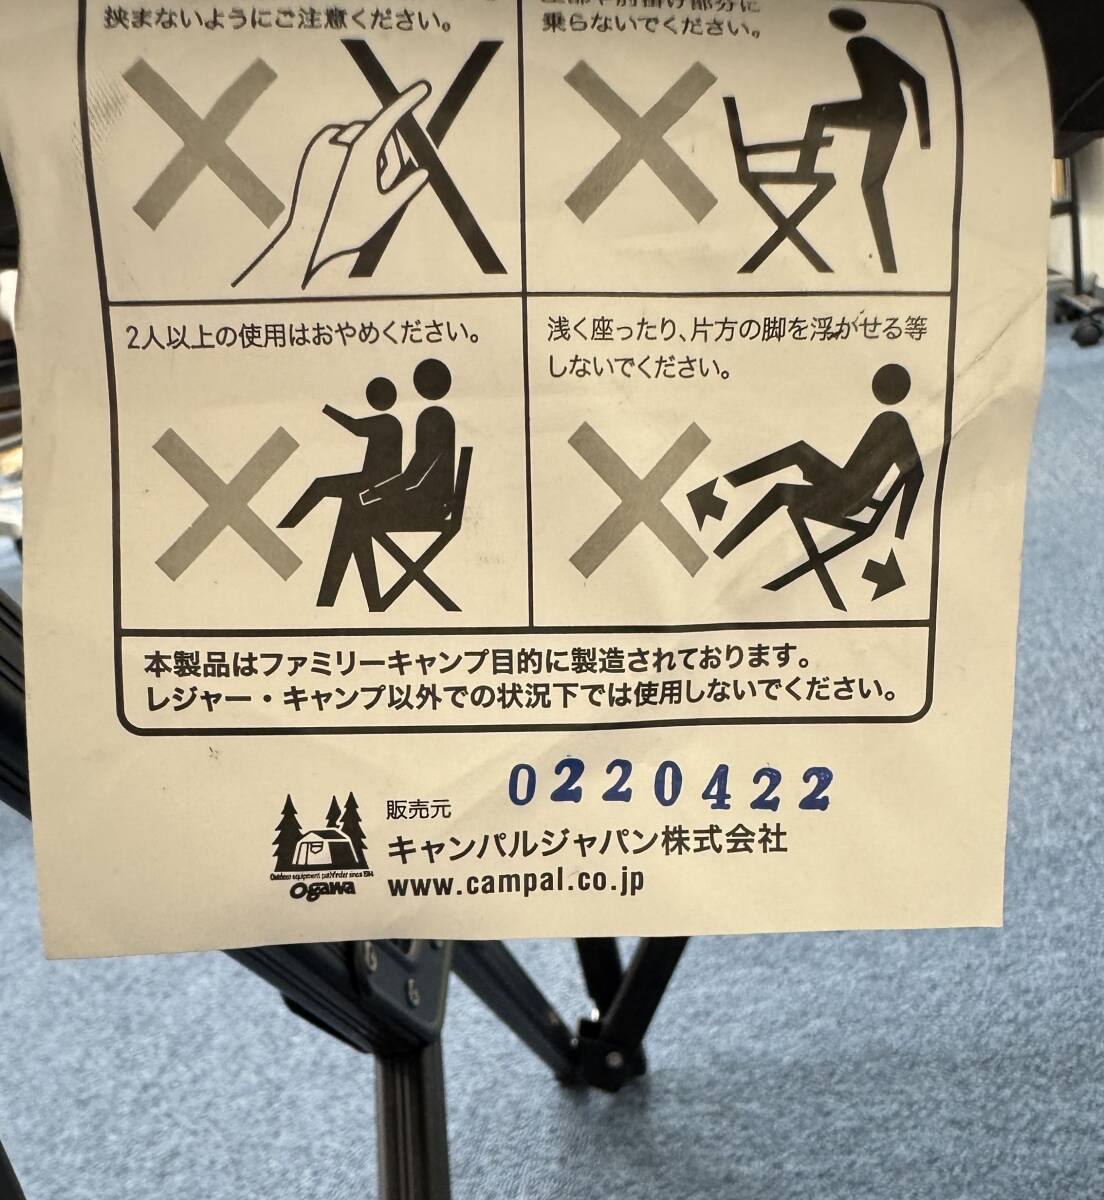 挟まないようにご注意ください。
乗らないでください。
2人以上の使用はおやめください。
浅く座ったり、片方の脚を浮かせる等
しないでください。
本製品はファミリーキャンプ目的に製造されております。
レジャー・キャンプ以外での状況下では使用しないでください。
0220422
販売元
キャンパルジャパン株式会社
www.campal.co.jp
Outdoor equipment pathfinder since 1914
Ogawa